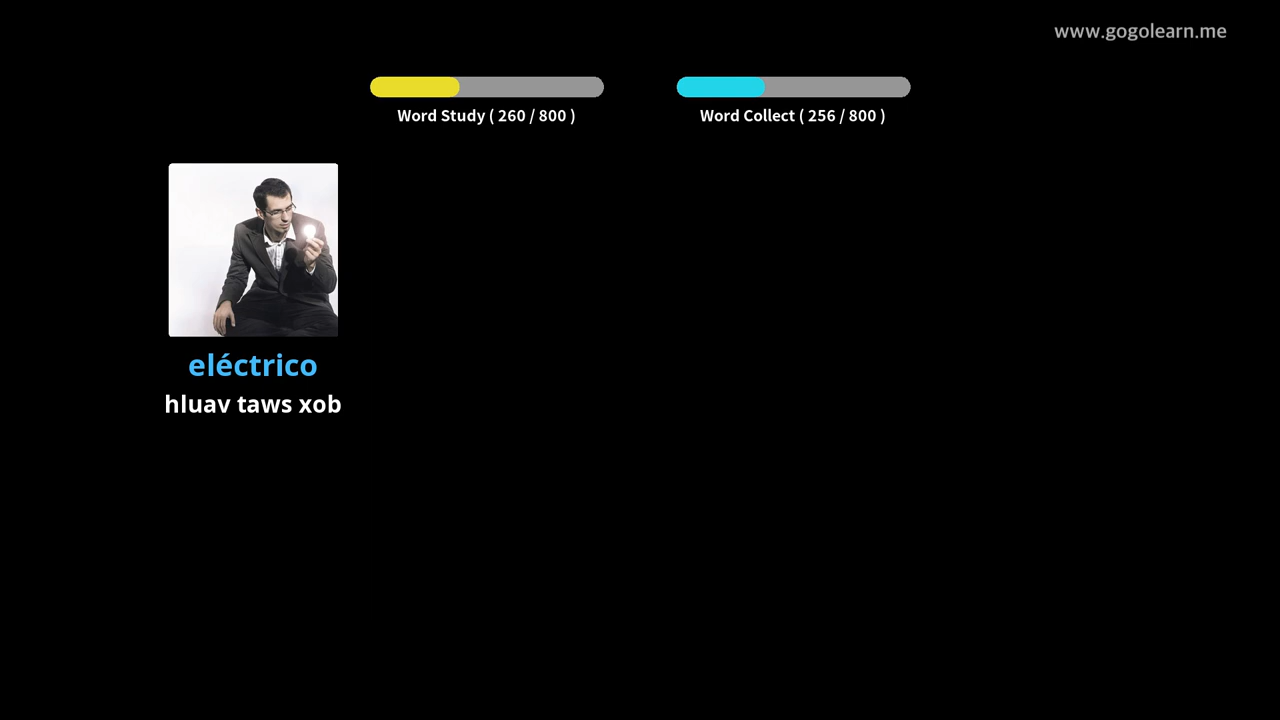 www.gogolearn.me
Word Study ( 260 / 800 )
Word Collect ( 256 / 800 )
eléctrico
hluav taws xob